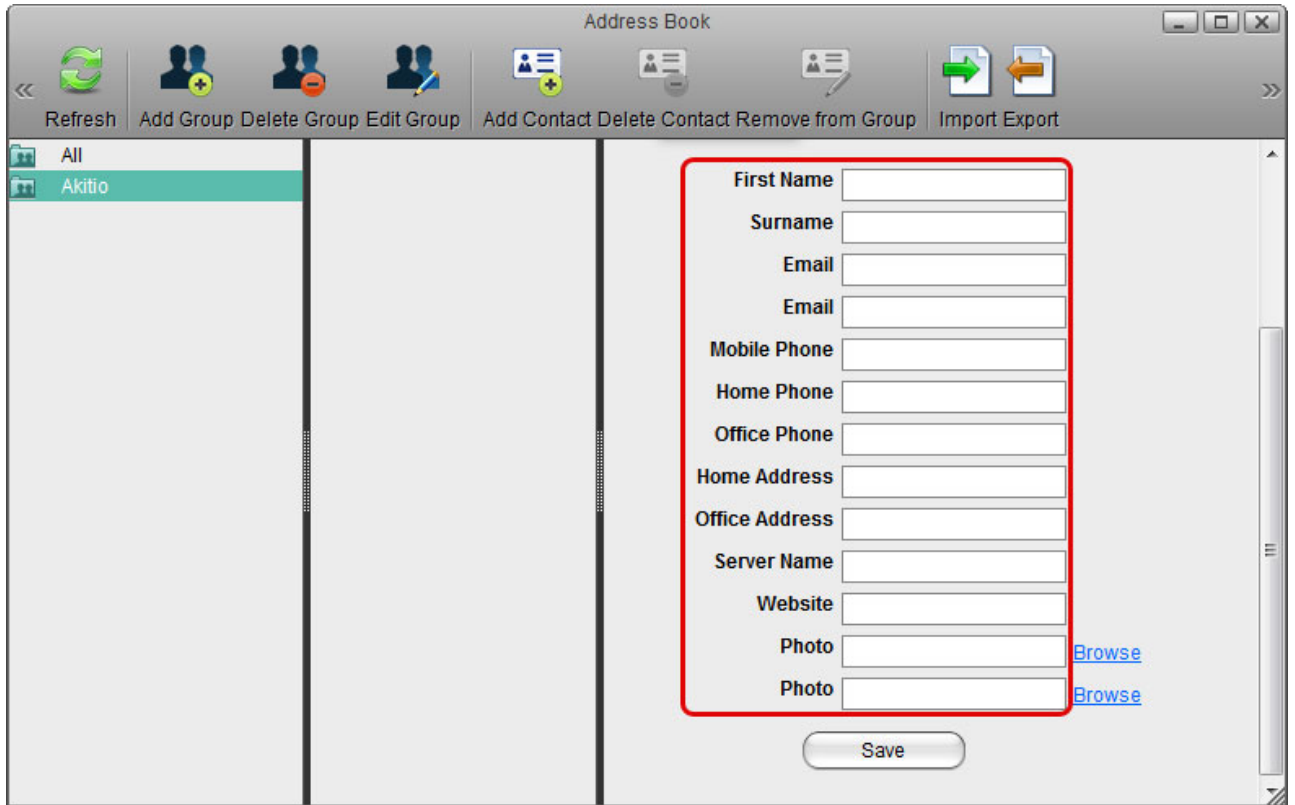 Address Book
Refresh Add Group Delete Group Edit Group Add Contact Delete Contact Remove from Group Import Export
All
Akitio
First Name
Surname
Email
Email
Mobile Phone
Home Phone
Office Phone
Home Address
Office Address
Server Name
Website
Photo Browse
Photo Browse
Save